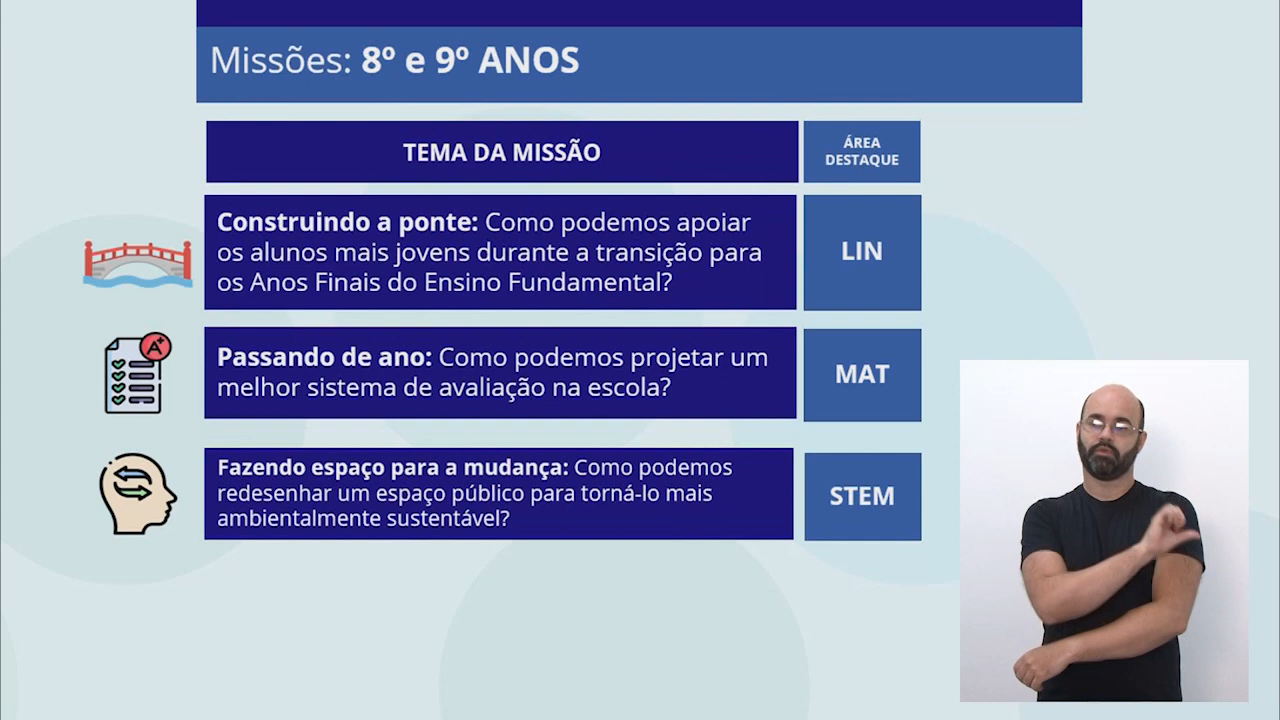 Missões: 8º e 9º ANOS
TEMA DA MISSÃO
ÁREA
DESTAQUE
Construindo a ponte: Como podemos apoiar
os alunos mais jovens durante a transição para
os Anos Finais do Ensino Fundamental?
LIN
A+
Passando de ano: Como podemos projetar um
melhor sistema de avaliação na escola?
MAT
Fazendo espaço para a mudança: Como podemos
redesenhar um espaço público para torná-lo mais
ambientalmente sustentável?
STEM